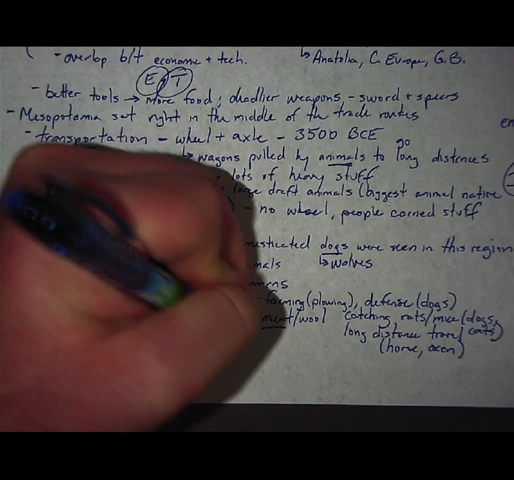 - overlap b/t economic + tech. ↳ Anatolia, C. Europe, G.B.
E T
- better tools → more food; deadlier weapons - sword + spears
- Mesopotamia sat right in the middle of the trade routes
- transportation - wheel + axle - 3500 BCE
go
↳ wagons pulled by animals to long distances
lots of heavy stuff
large draft animals (biggest animal native
) - no wheel, people carried stuff
mesticated dogs were seen in this region
mals ↳ wolves
- farming (plowing), defense (dogs)
meat/wool catching rats/mice (dogs, cats)
long distance travel
(horse, oxen)